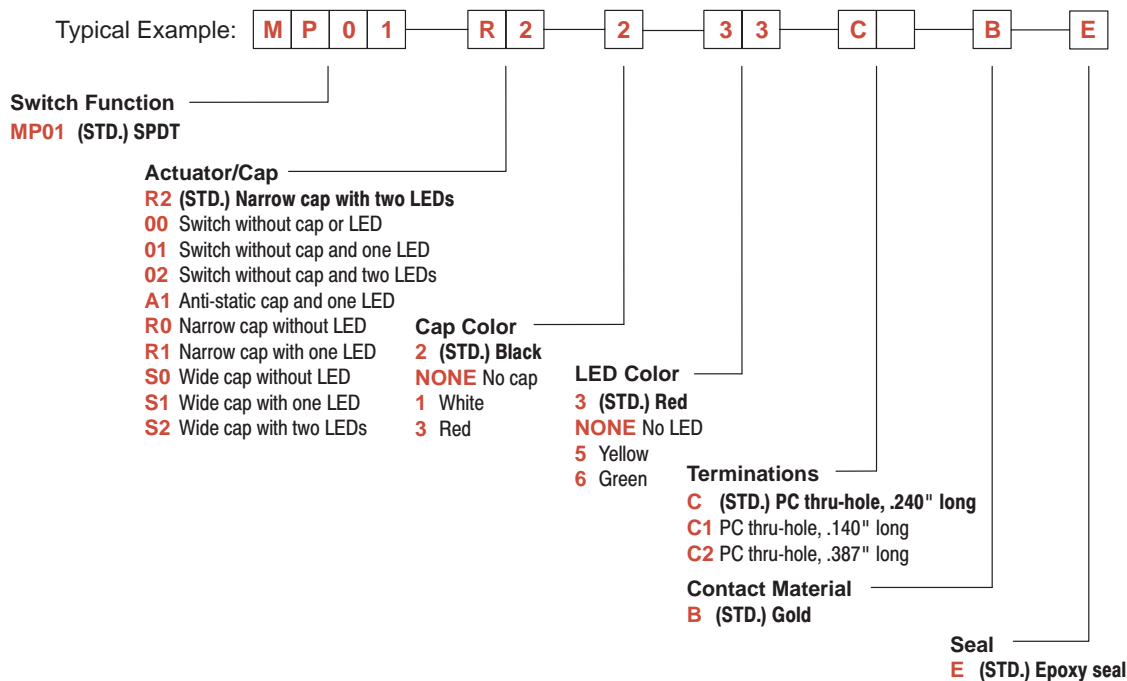 Typical Example: M P 0 1 R 2 2 3 3 C B E
Switch Function
MP01 (STD.) SPDT
Actuator/Cap
R2 (STD.) Narrow cap with two LEDs
00 Switch without cap or LED
01 Switch without cap and one LED
02 Switch without cap and two LEDs
A1 Anti-static cap and one LED
R0 Narrow cap without LED
R1 Narrow cap with one LED
S0 Wide cap without LED
S1 Wide cap with one LED
S2 Wide cap with two LEDs
Cap Color
2 (STD.) Black
NONE No cap
1 White
3 Red
LED Color
3 (STD.) Red
NONE No LED
5 Yellow
6 Green
Terminations
C (STD.) PC thru-hole, .240" long
C1 PC thru-hole, .140" long
C2 PC thru-hole, .387" long
Contact Material
B (STD.) Gold
Seal
E (STD.) Epoxy seal